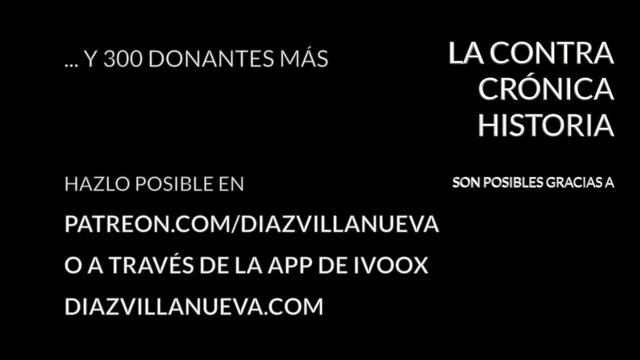 ... Y 300 DONANTES MÁS
LA CONTRA
CRÓNICA
HISTORIA
SON POSIBLES GRACIAS A
HAZLO POSIBLE EN
PATREON.COM/DIAZVILLANUEVA
O A TRAVÉS DE LA APP DE IVOOX
DIAZVILLANUEVA.COM